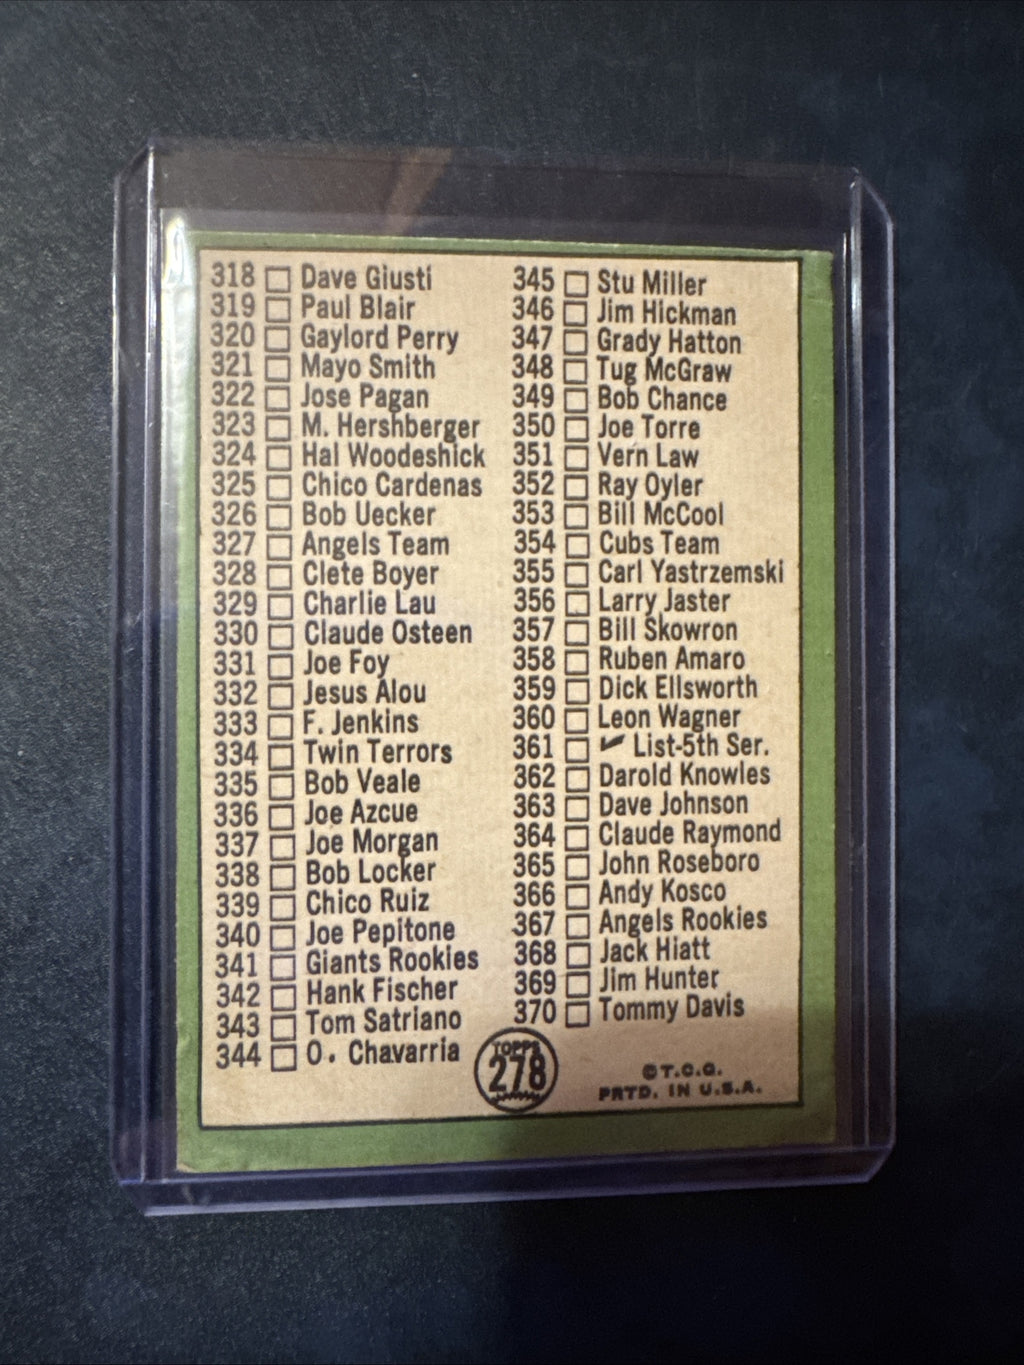 318 Dave Giusti
319 Paul Blair
320 Gaylord Perry
321 Mayo Smith
322 Jose Pagan
323 M. Hershberger
324 Hal Woodeshick
325 Chico Cardenas
326 Bob Uecker
327 Angels Team
328 Clete Boyer
329 Charlie Lau
330 Claude Osteen
331 Joe Foy
332 Jesus Alou
333 F. Jenkins
334 Twin Terrors
335 Bob Veale
336 Joe Azcue
337 Joe Morgan
338 Bob Locker
339 Chico Ruiz
340 Joe Pepitone
341 Giants Rookies
342 Hank Fischer
343 Tom Satriano
344 O. Chavarria
345 Stu Miller
346 Jim Hickman
347 Grady Hatton
348 Tug McGraw
349 Bob Chance
350 Joe Torre
351 Vern Law
352 Ray Oyler
353 Bill McCool
354 Cubs Team
355 Carl Yastrzemski
356 Larry Jaster
357 Bill Skowron
358 Ruben Amaro
359 Dick Ellsworth
360 Leon Wagner
361 ✔ List-5th Ser.
362 Darold Knowles
363 Dave Johnson
364 Claude Raymond
365 John Roseboro
366 Andy Kosco
367 Angels Rookies
368 Jack Hiatt
369 Jim Hunter
370 Tommy Davis
TOPPS
278
©T.C.G.
PRTD. IN U.S.A.